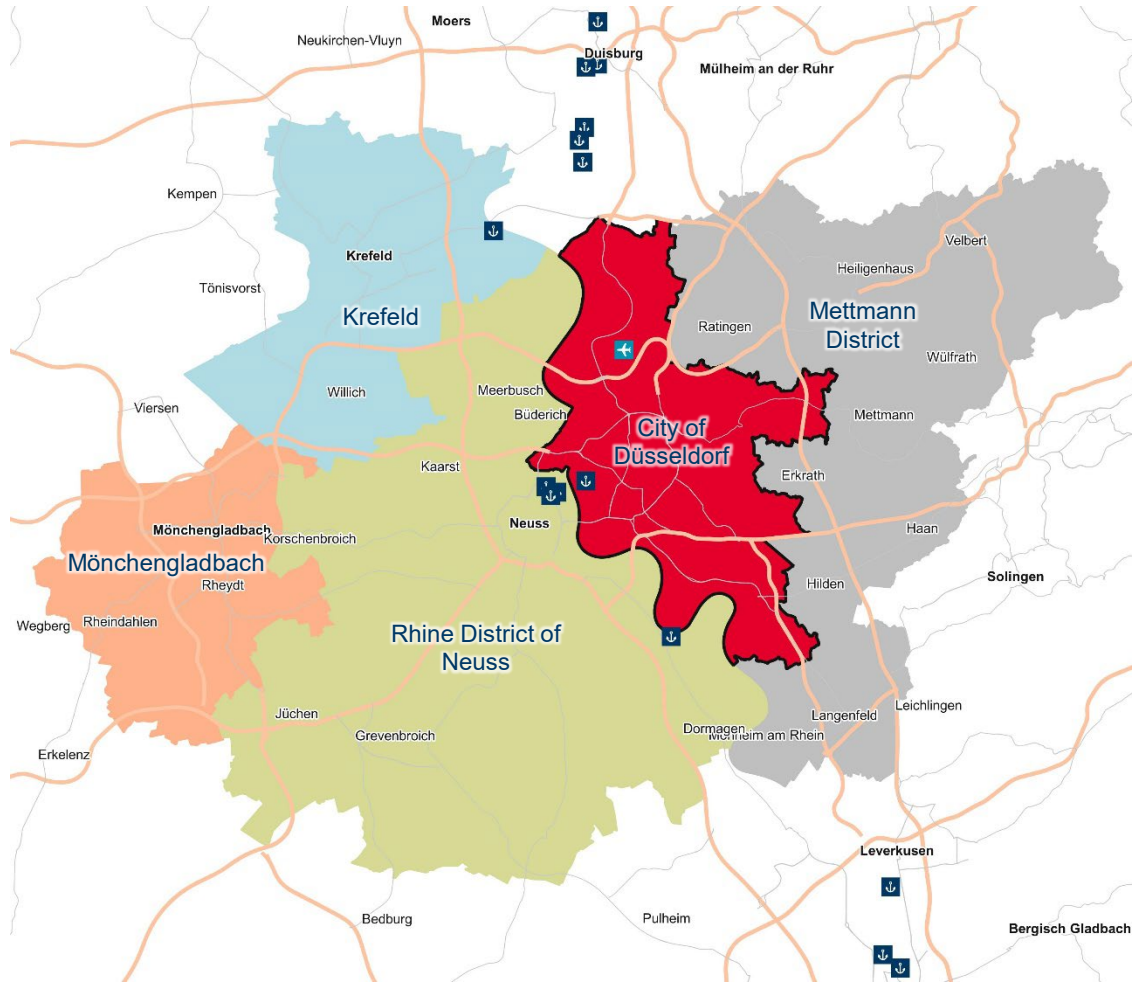 Moers
Neukirchen-Vluyn
Duisburg
Mülheim an der Ruhr
Kempen
Velbert
Krefeld
Heiligenhaus
Tönisvorst
Krefeld
Mettmann
District
Ratingen
Wülfrath
Willich
Meerbusch
Viersen
Büderich
Mettmann
City of
Düsseldorf
Kaarst
Erkrath
Neuss
Mönchengladbach
Korschenbroich
Haan
Mönchengladbach
Rheydt
Solingen
Hilden
Wegberg
Rheindahlen
Rhine District of
Neuss
Jüchen
Langenfeld
Leichlingen
Grevenbroich
Dormagen
Monheim am Rhein
Erkelenz
Leverkusen
Bedburg
Pulheim
Bergisch Gladbach